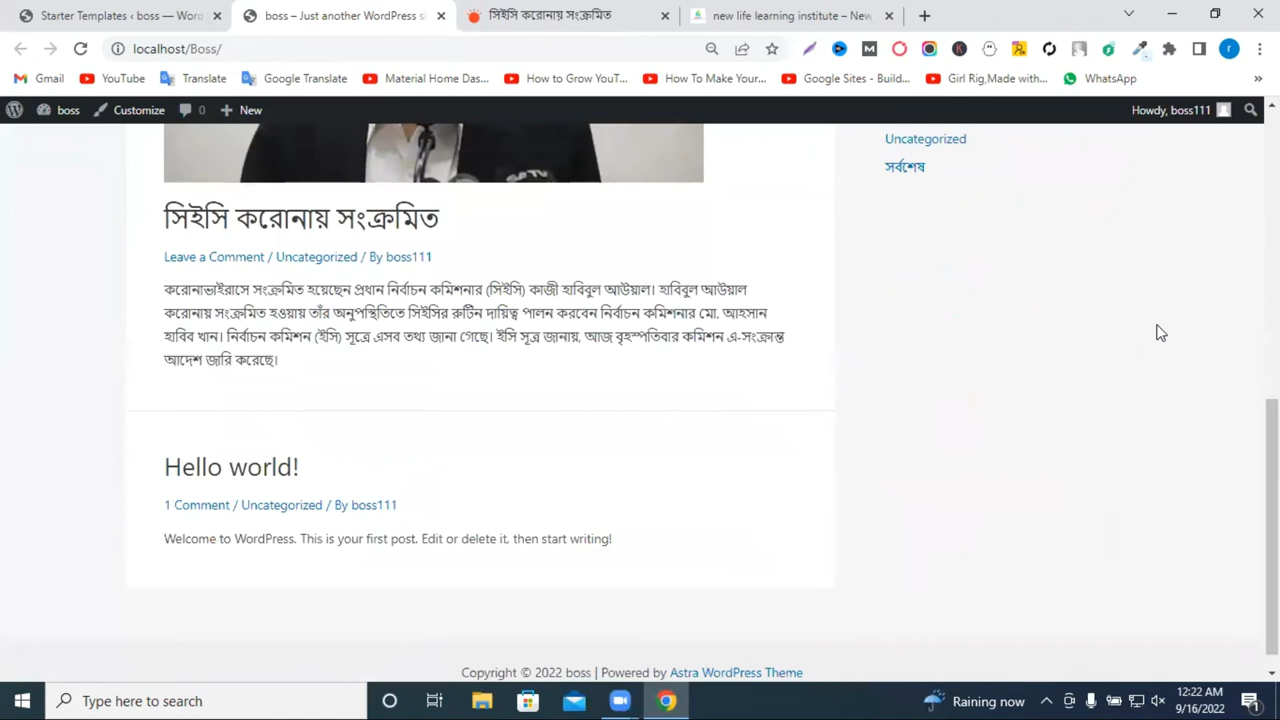 Starter Templates ‹ boss — Wor
boss – Just another WordPress si
সিইসি করোনায় সংক্রমিত
new life learning institute – New
localhost/Boss/
Gmail
YouTube
Translate
Google Translate
Material Home Das...
How to Grow YouT...
How To Make Your...
Google Sites - Build...
Girl Rig,Made with...
WhatsApp
boss
Customize
0
New
Howdy, boss111
Uncategorized
সর্বশেষ
সিইসি করোনায় সংক্রমিত
Leave a Comment / Uncategorized / By boss111
করোনাভাইরাসে সংক্রমিত হয়েছেন প্রধান নির্বাচন কমিশনার (সিইসি) কাজী হাবিবুল আউয়াল। হাবিবুল আউয়াল
করোনায় সংক্রমিত হওয়ায় তাঁর অনুপস্থিতিতে সিইসির রুটিন দায়িত্ব পালন করবেন নির্বাচন কমিশনার মো. আহসান
হাবিব খান। নির্বাচন কমিশন (ইসি) সূত্রে এসব তথ্য জানা গেছে। ইসি সূত্র জানায়, আজ বৃহস্পতিবার কমিশন এ-সংক্রান্ত
আদেশ জারি করেছে।
Hello world!
1 Comment / Uncategorized / By boss111
Welcome to WordPress. This is your first post. Edit or delete it, then start writing!
Copyright © 2022 boss | Powered by Astra WordPress Theme
Type here to search
Raining now
12:22 AM
9/16/2022
1